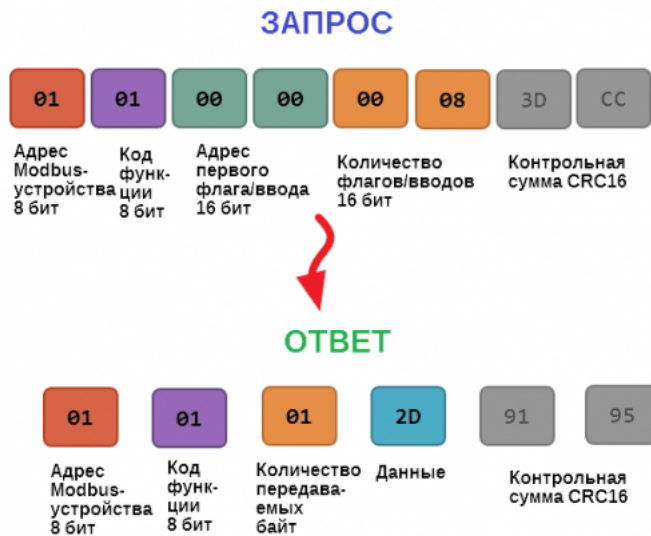 ЗАПРОС
01 01 00 00 00 08 3D CC
Адрес
Modbus-
устройства
8 бит
Код
функ-
ции
8 бит
Адрес
первого
флага/ввода
16 бит
Количество
флагов/вводов
16 бит
Контрольная
сумма CRC16
ОТВЕТ
01 01 01 2D 91 95
Адрес
Modbus-
устройства
8 бит
Код
функ-
ции
8 бит
Количество
передава-
емых
байт
Данные
Контрольная
сумма CRC16